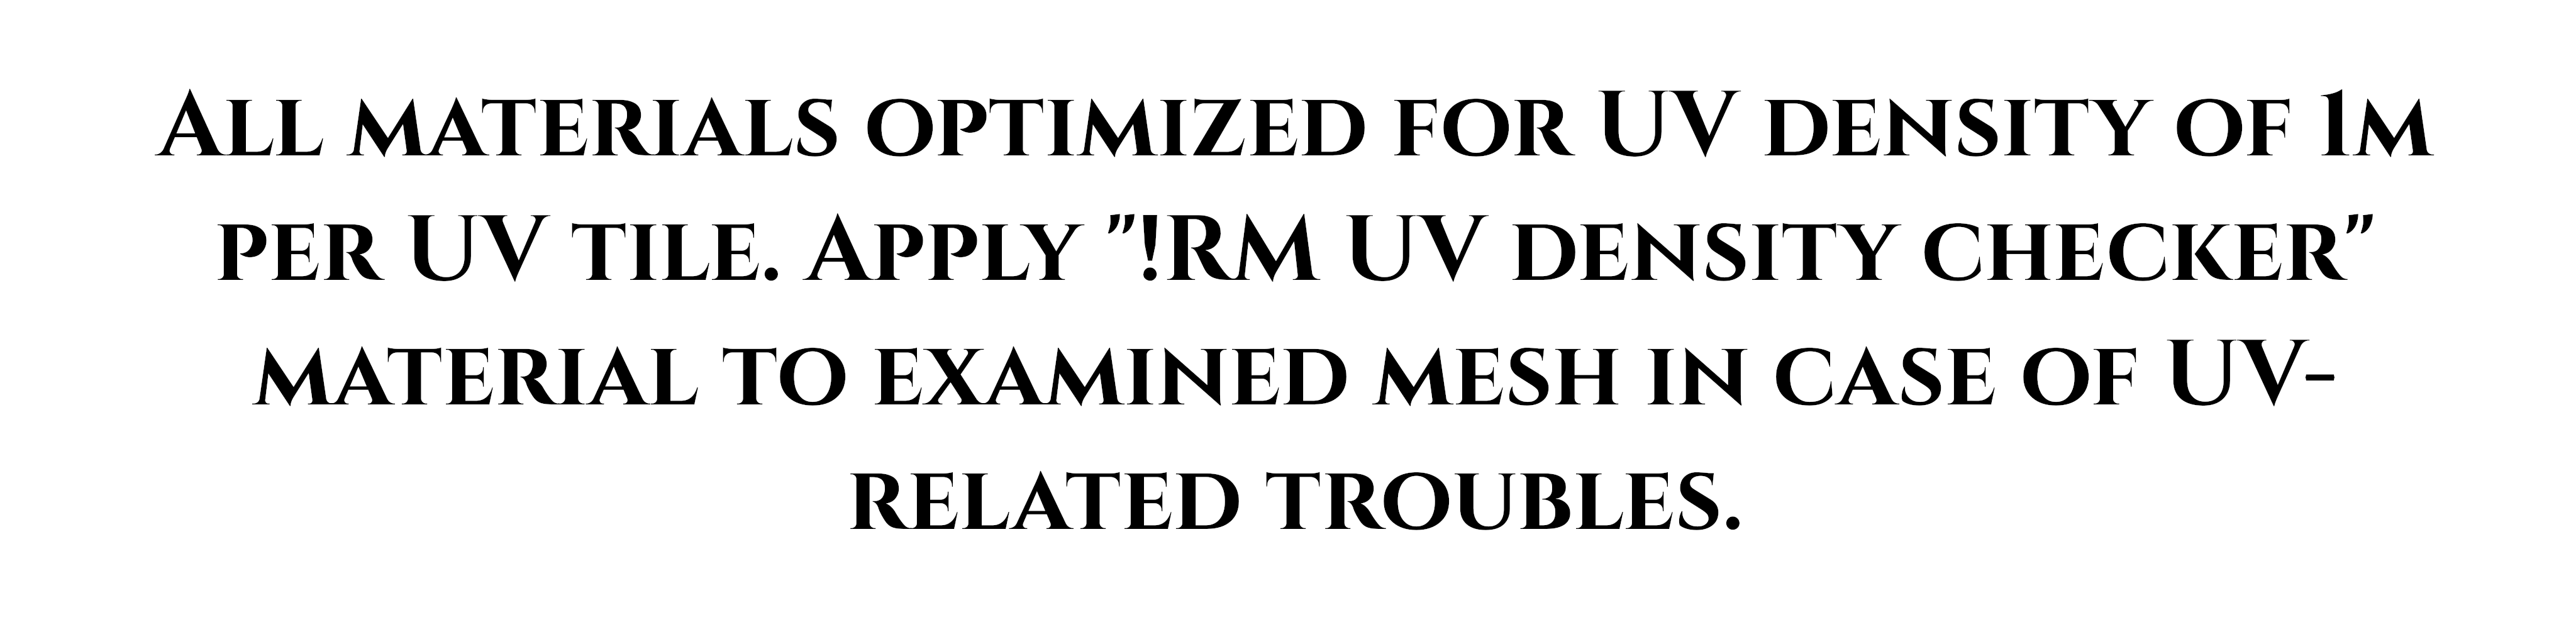 All materials optimized for UV density of 1m
per UV tile. Apply "!RM UV density checker"
material to examined mesh in case of UV-
related troubles.